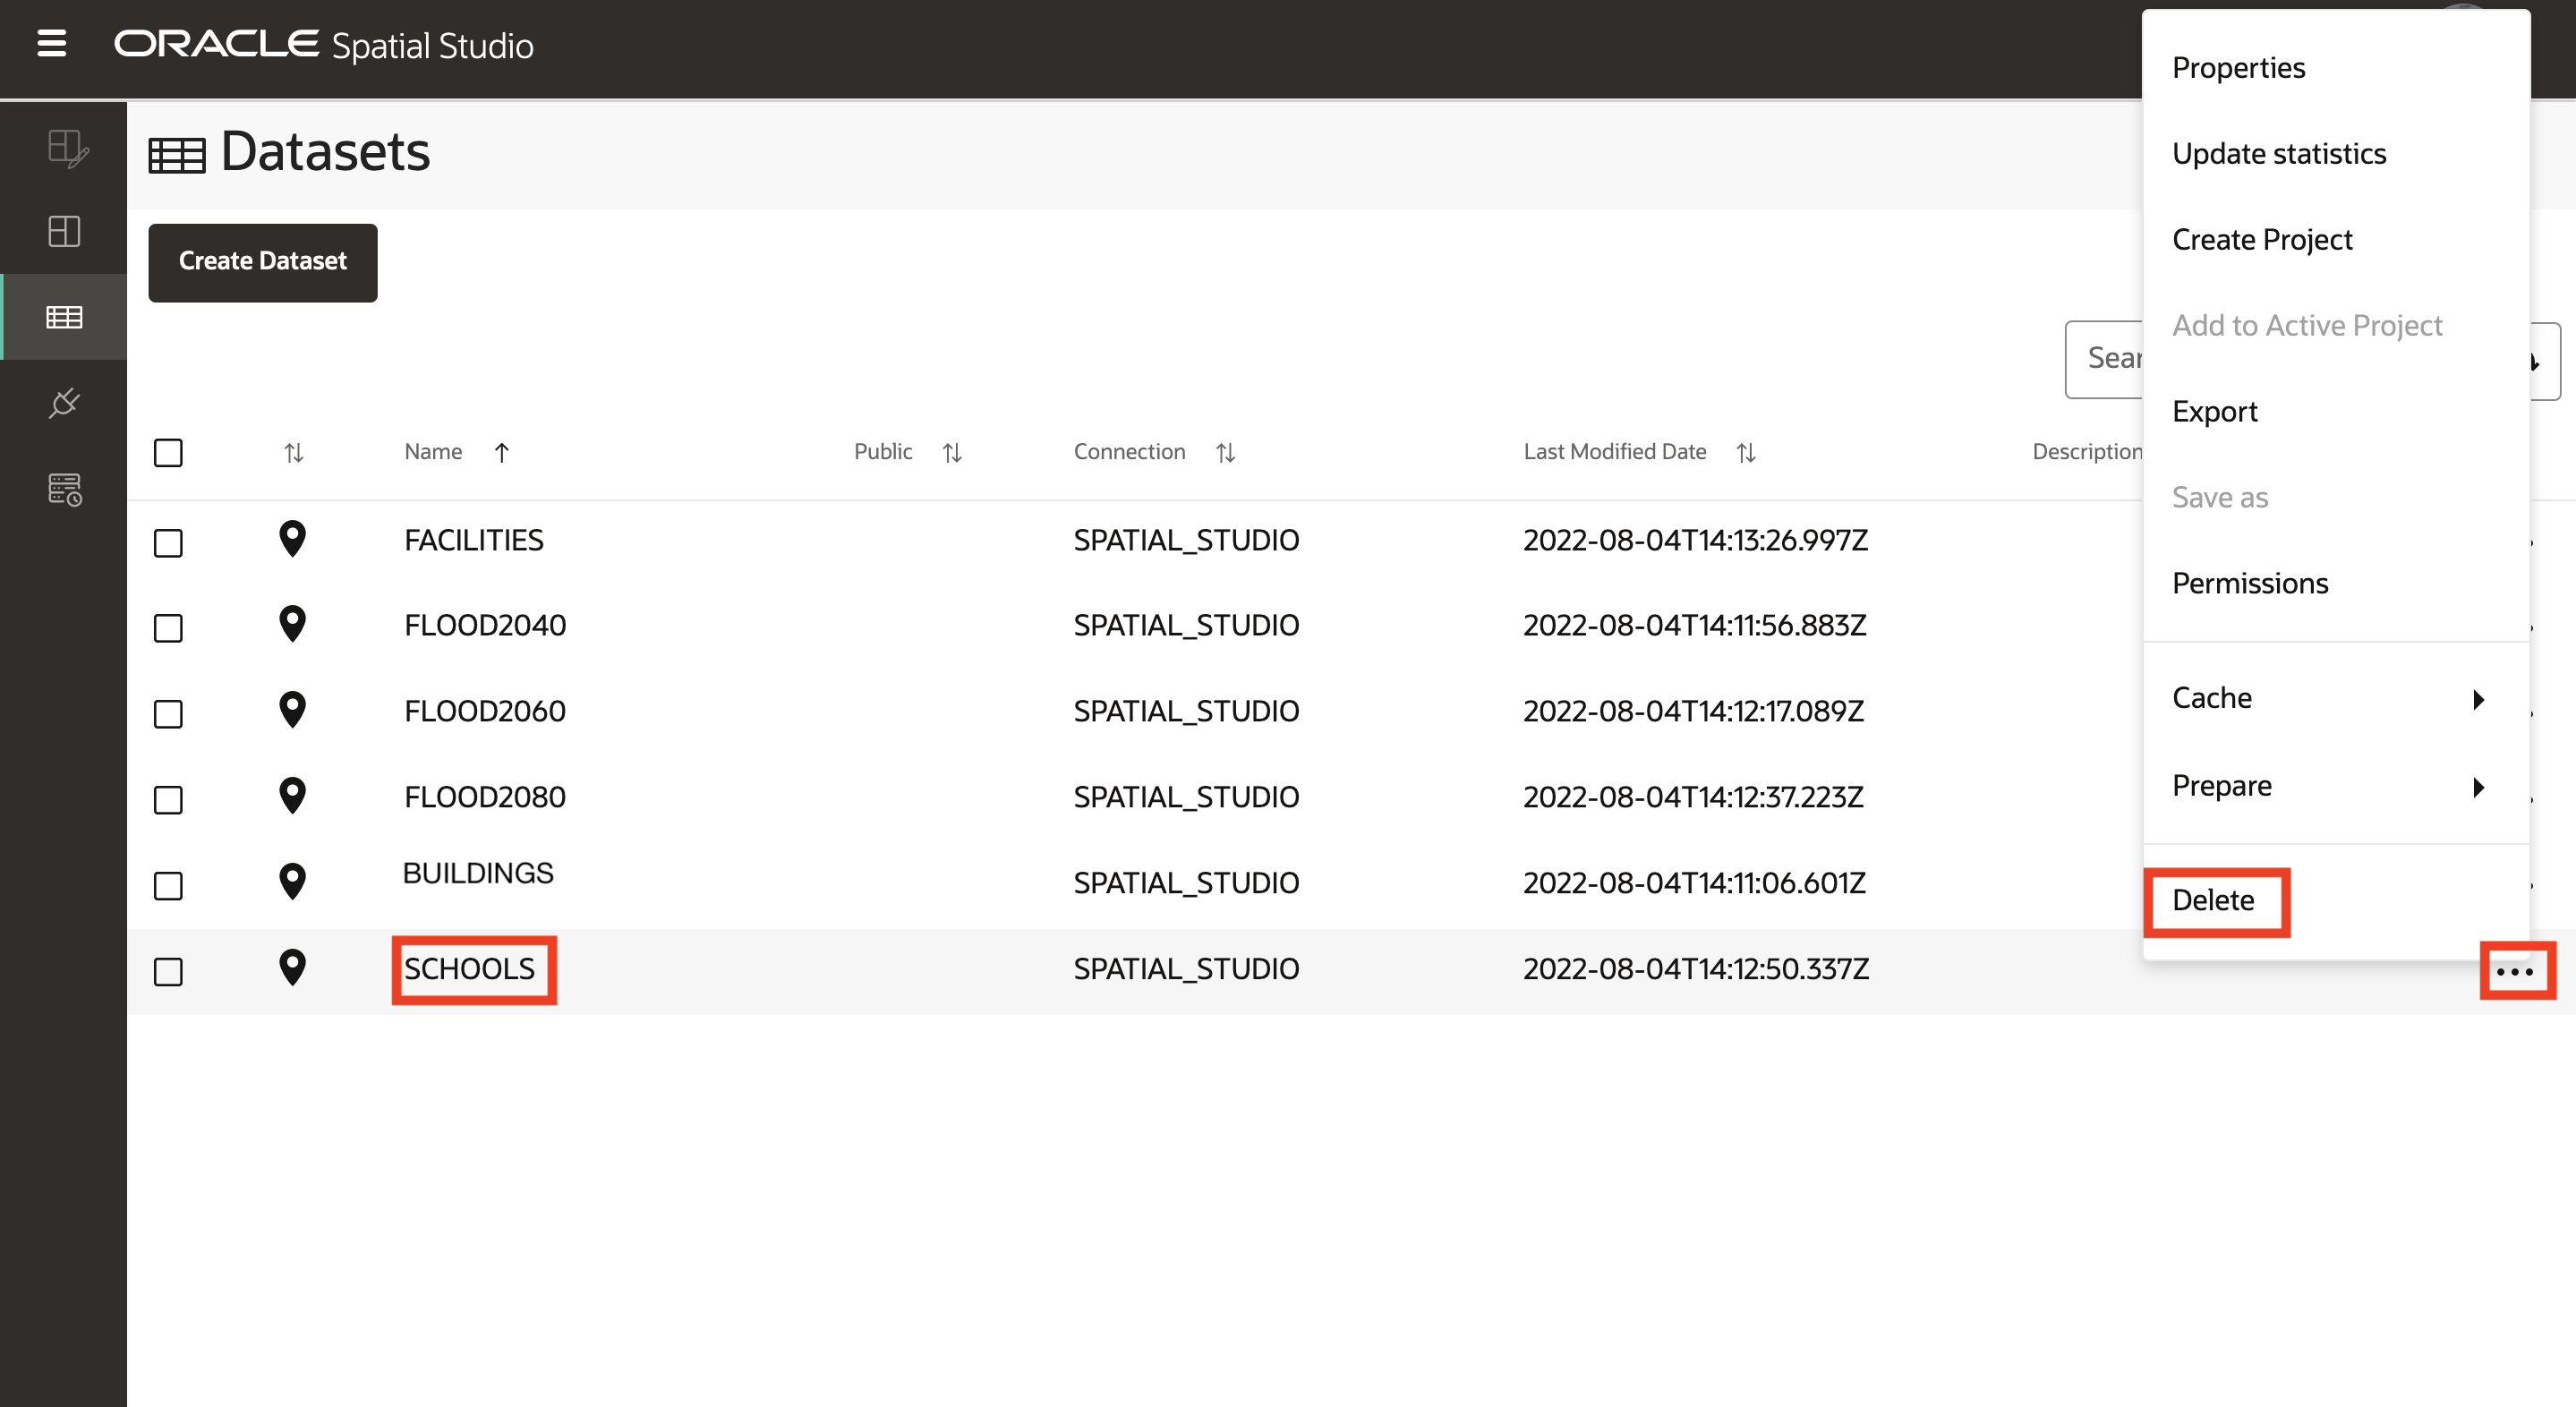 ORACLE Spatial Studio
Datasets
Create Dataset
Sear
Name Public Connection Last Modified Date Description
FACILITIES SPATIAL_STUDIO 2022-08-04T14:13:26.997Z
FLOOD2040 SPATIAL_STUDIO 2022-08-04T14:11:56.883Z
FLOOD2060 SPATIAL_STUDIO 2022-08-04T14:12:17.089Z
FLOOD2080 SPATIAL_STUDIO 2022-08-04T14:12:37.223Z
BUILDINGS SPATIAL_STUDIO 2022-08-04T14:11:06.601Z
SCHOOLS SPATIAL_STUDIO 2022-08-04T14:12:50.337Z
Properties
Update statistics
Create Project
Add to Active Project
Export
Save as
Permissions
Cache
Prepare
Delete